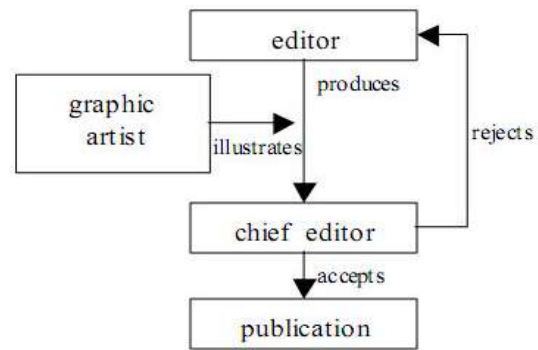 editor
produces
graphic
artist
illustrates
rejects
chief editor
accepts
publication